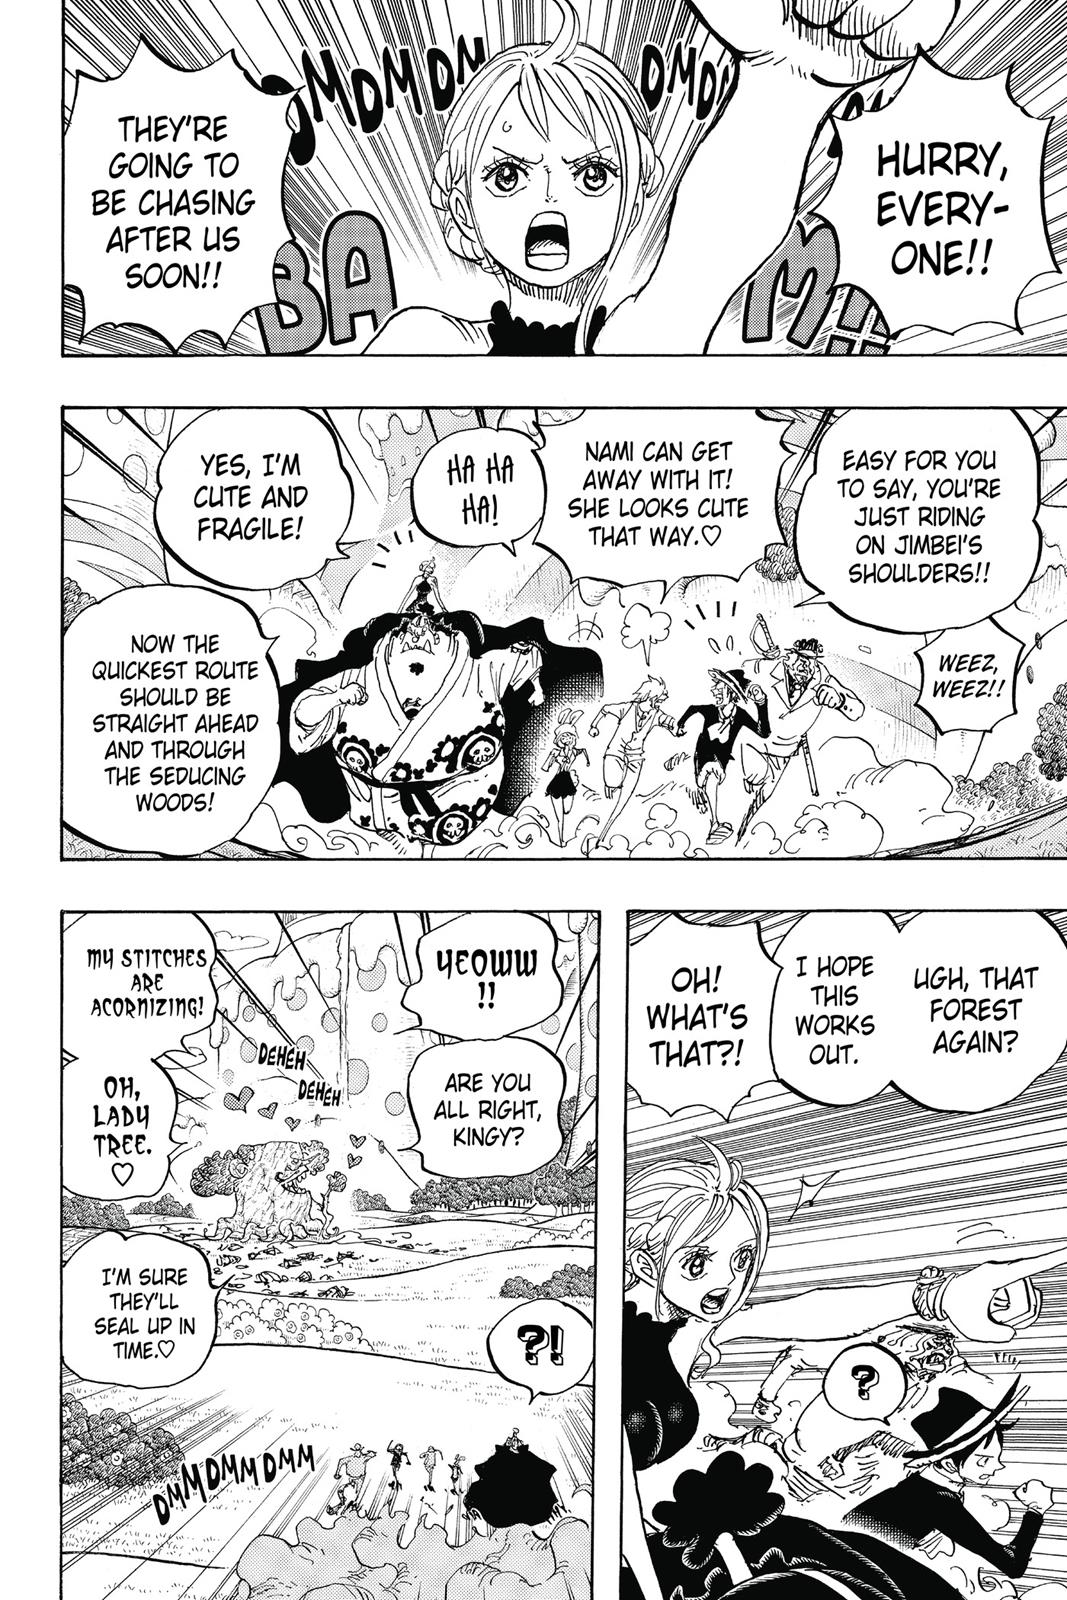 HURRY,
EVERY-
ONE!!
DMDMDM
DMDM
BA
M
THEY'RE
GOING TO
BE CHASING
AFTER US
SOON!!
EASY FOR YOU
TO SAY, YOU'RE
JUST RIDING
ON JIMBEI'S
SHOULDERS!!
WEEZ,
WEEZ!!
NAMI CAN GET
AWAY WITH IT!
SHE LOOKS CUTE
THAT WAY.♡
HA HA
HA!
YES, I'M
CUTE AND
FRAGILE!
NOW THE
QUICKEST ROUTE
SHOULD BE
STRAIGHT AHEAD
AND THROUGH
THE SEDUCING
WOODS!
UGH, THAT
FOREST
AGAIN?
I HOPE
THIS
WORKS
OUT.
OH!
WHAT'S
THAT?!
?
YEOWW
!!
ARE YOU
ALL RIGHT,
KINGY?
MY STITCHES
ARE
ACORNIZING!
DEHEH
DEHEH
OH,
LADY
TREE.
♡
I'M SURE
THEY'LL
SEAL UP IN
TIME.♡
?!
DMMDMMDMM